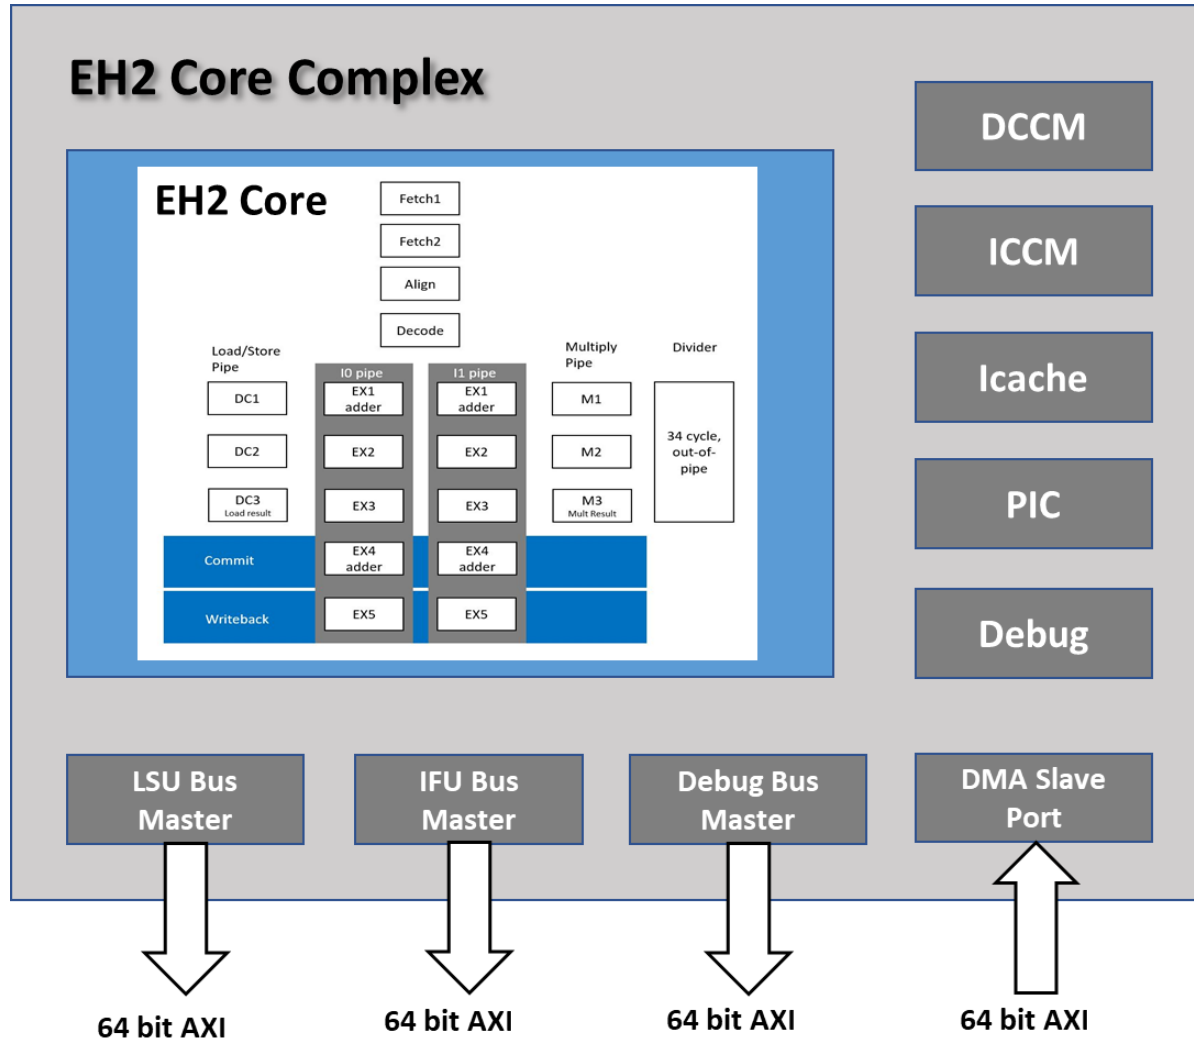 EH2 Core Complex
EH2 Core
Fetch1
Fetch2
Align
Decode
Load/Store
Pipe
DC1
DC2
DC3
Load result
I0 pipe
EX1
adder
EX2
EX3
EX4
adder
EX5
I1 pipe
EX1
adder
EX2
EX3
EX4
adder
EX5
Multiply
Pipe
M1
M2
M3
Mult Result
Divider
34 cycle,
out-of-
pipe
Commit
Writeback
DCCM
ICCM
Icache
PIC
Debug
LSU Bus
Master
IFU Bus
Master
Debug Bus
Master
DMA Slave
Port
64 bit AXI
64 bit AXI
64 bit AXI
64 bit AXI